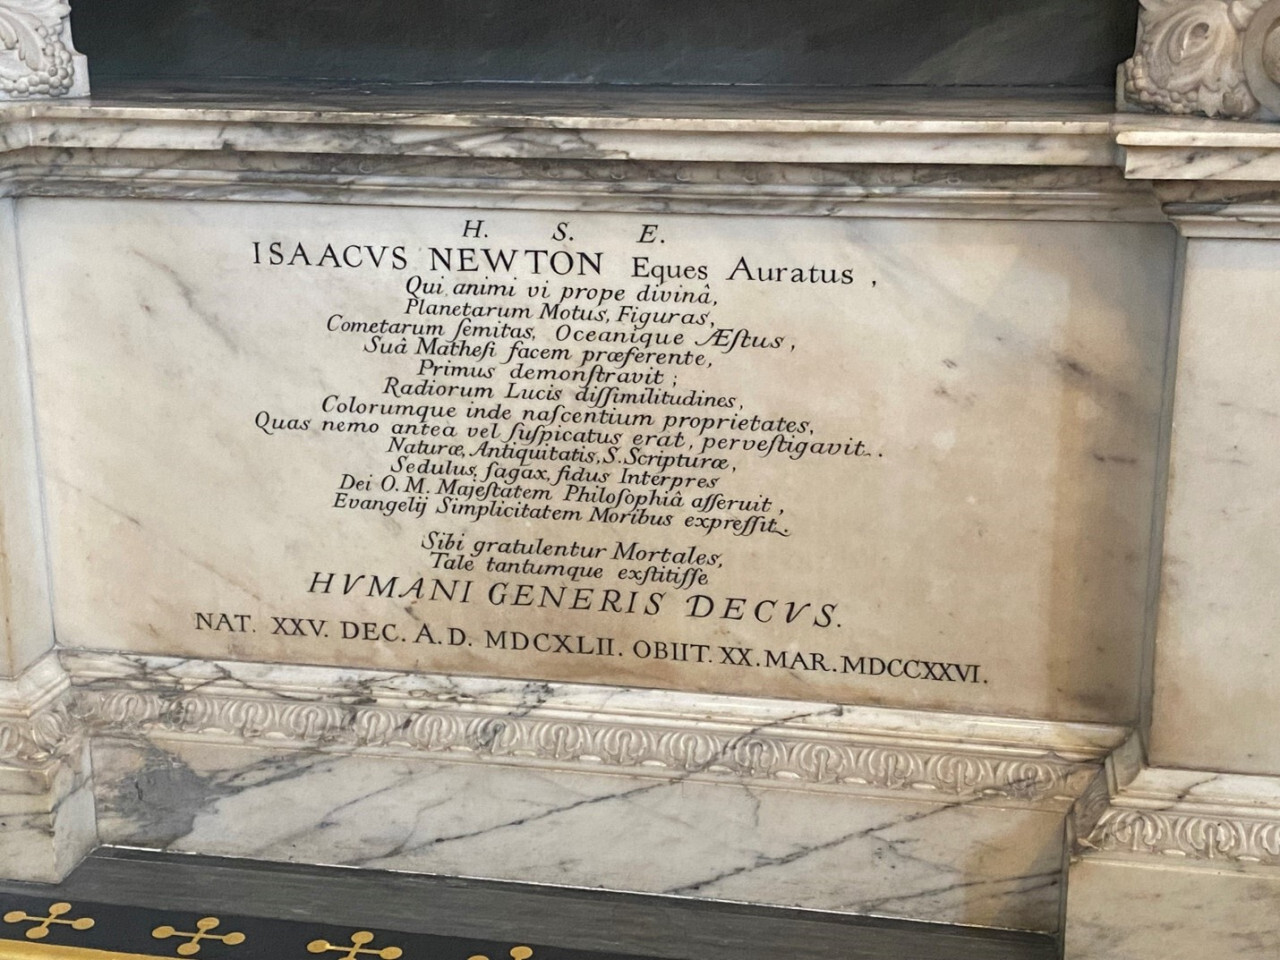 H. S. E.
ISAACVS NEWTON Eques Auratus,
Qui animi vi prope divinâ,
Planetarum Motus, Figuras,
Cometarum ſemitas, Oceanique Æſtus,
Suâ Matheſi facem præferente,
Primus demonſtravit;
Radiorum Lucis diſſimilitudines,
Colorumque inde naſcentium proprietates,
Quas nemo antea vel ſuſpicatus erat, perveſtigavit.
Naturæ, Antiquitatis, S. Scripturæ,
Sedulus, ſagax, fidus Interpres
Dei O. M. Majeſtatem Philoſophiâ aſſeruit,
Evangelij Simplicitatem Moribus expreſſit.
Sibi gratulentur Mortales,
Tale tantumque exſtitiſſe
HVMANI GENERIS DECVS.
NAT. XXV. DEC. A.D. MDCXLII. OBIIT. XX. MAR. MDCCXXVI.